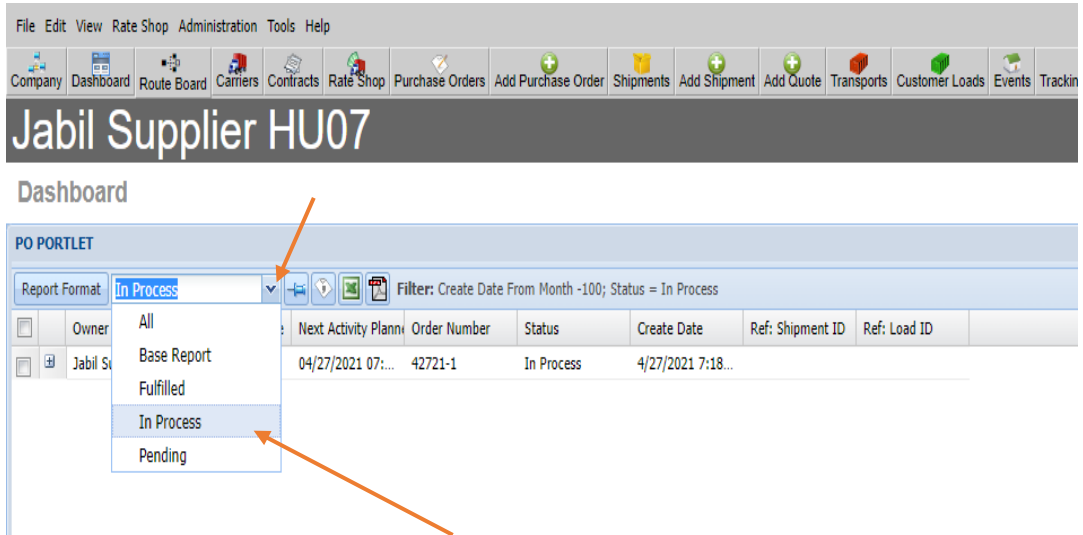 File Edit View Rate Shop Administration Tools Help
Company Dashboard Route Board Carriers Contracts Rate Shop Purchase Orders Add Purchase Order Shipments Add Shipment Add Quote Transports Customer Loads Events Trackin
Jabil Supplier HU07
Dashboard
PO PORTLET
Report Format In Process Filter: Create Date From Month -100; Status = In Process
Owner Next Activity Planne Order Number Status Create Date Ref: Shipment ID Ref: Load ID
Jabil Su 04/27/2021 07:... 42721-1 In Process 4/27/2021 7:18...
All
Base Report
Fulfilled
In Process
Pending